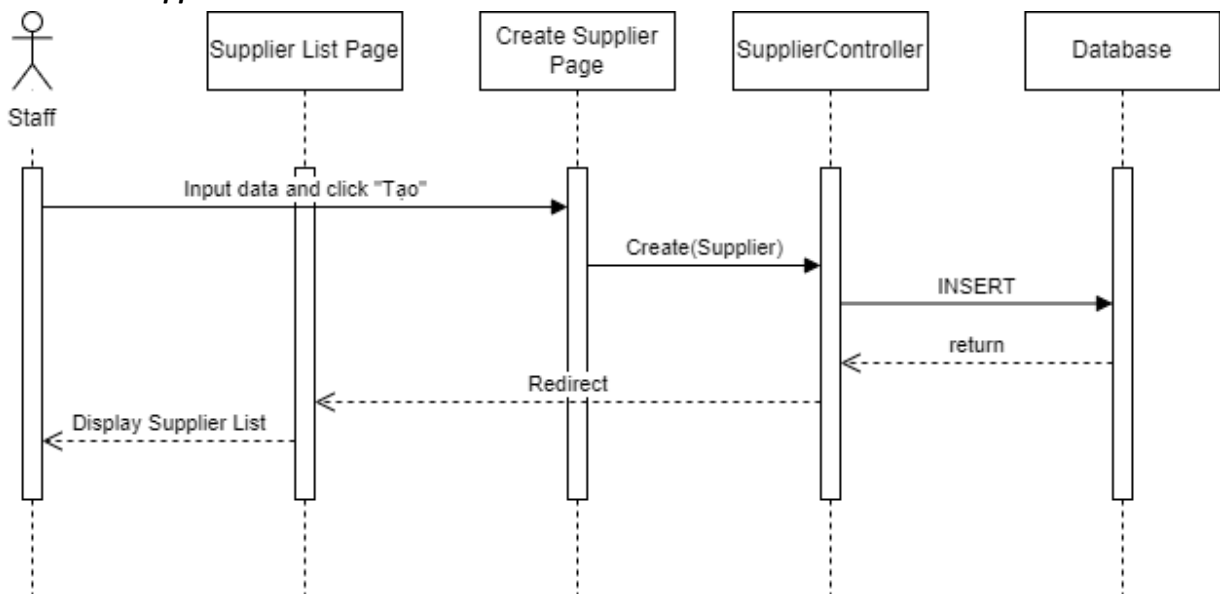 Supplier List Page
Create Supplier
Page
SupplierController
Database
Staff
Input data and click "Tạo"
Create(Supplier)
INSERT
return
Redirect
Display Supplier List